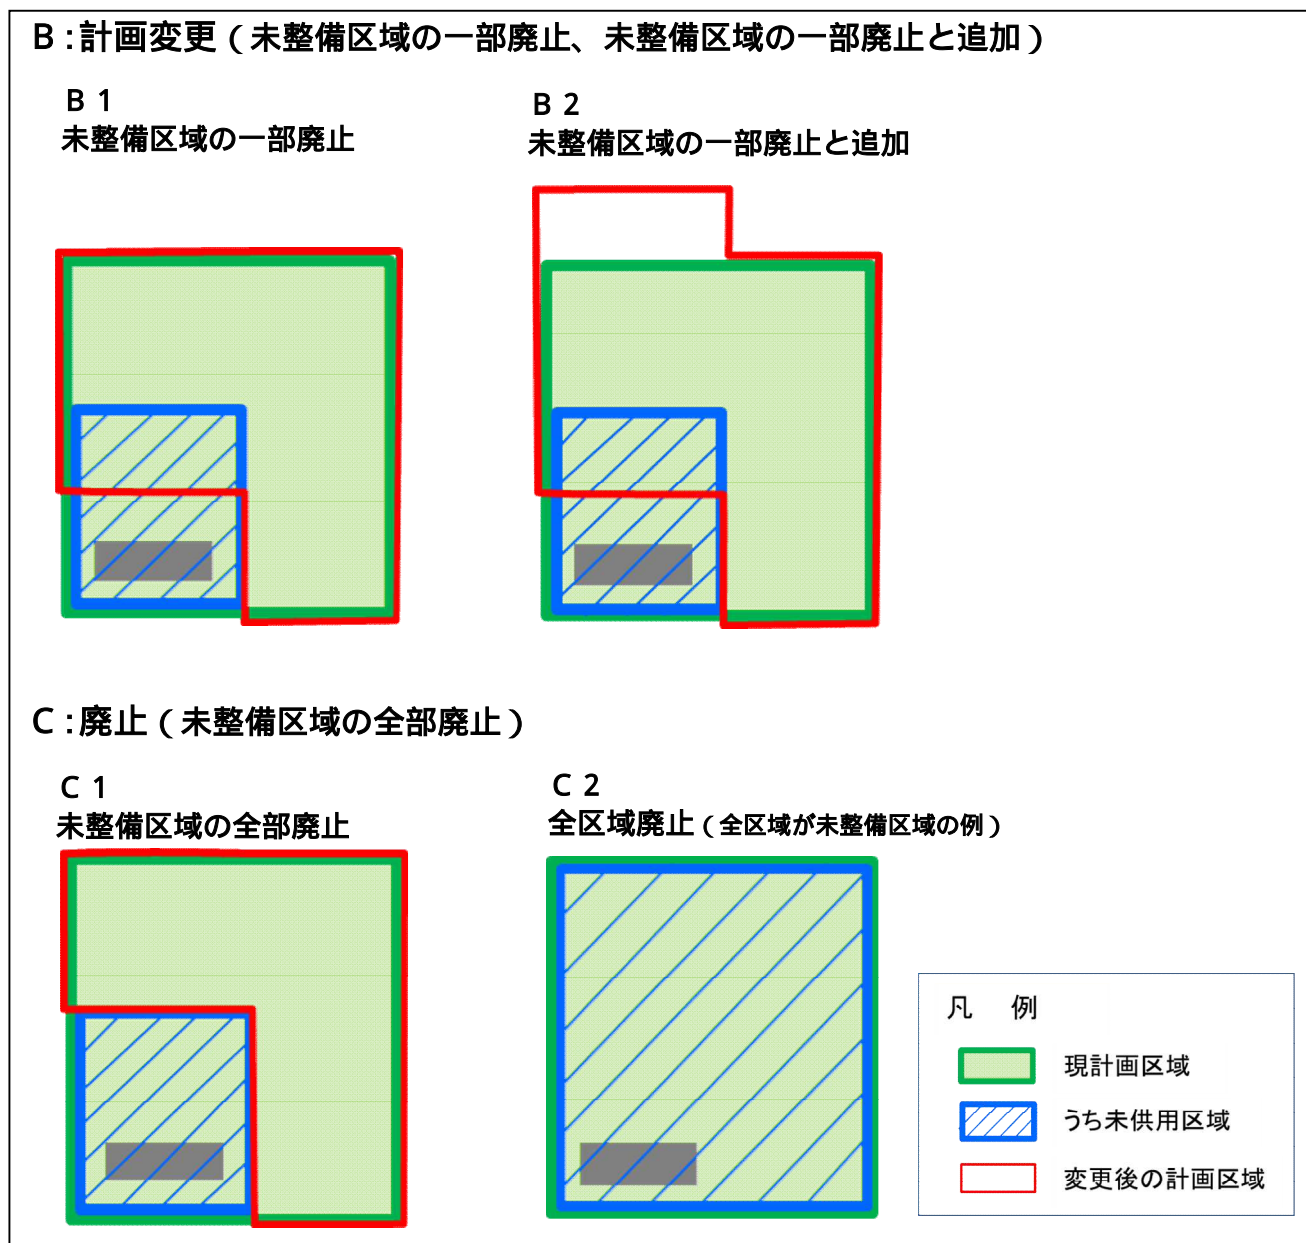 B:計画変更(未整備区域の一部廃止、未整備区域の一部廃止と追加)
B 1
未整備区域の一部廃止
B 2
未整備区域の一部廃止と追加
C:廃止(未整備区域の全部廃止)
C 1
未整備区域の全部廃止
C 2
全区域廃止(全区域が未整備区域の例)
凡 例
現計画区域
うち未供用区域
変更後の計画区域